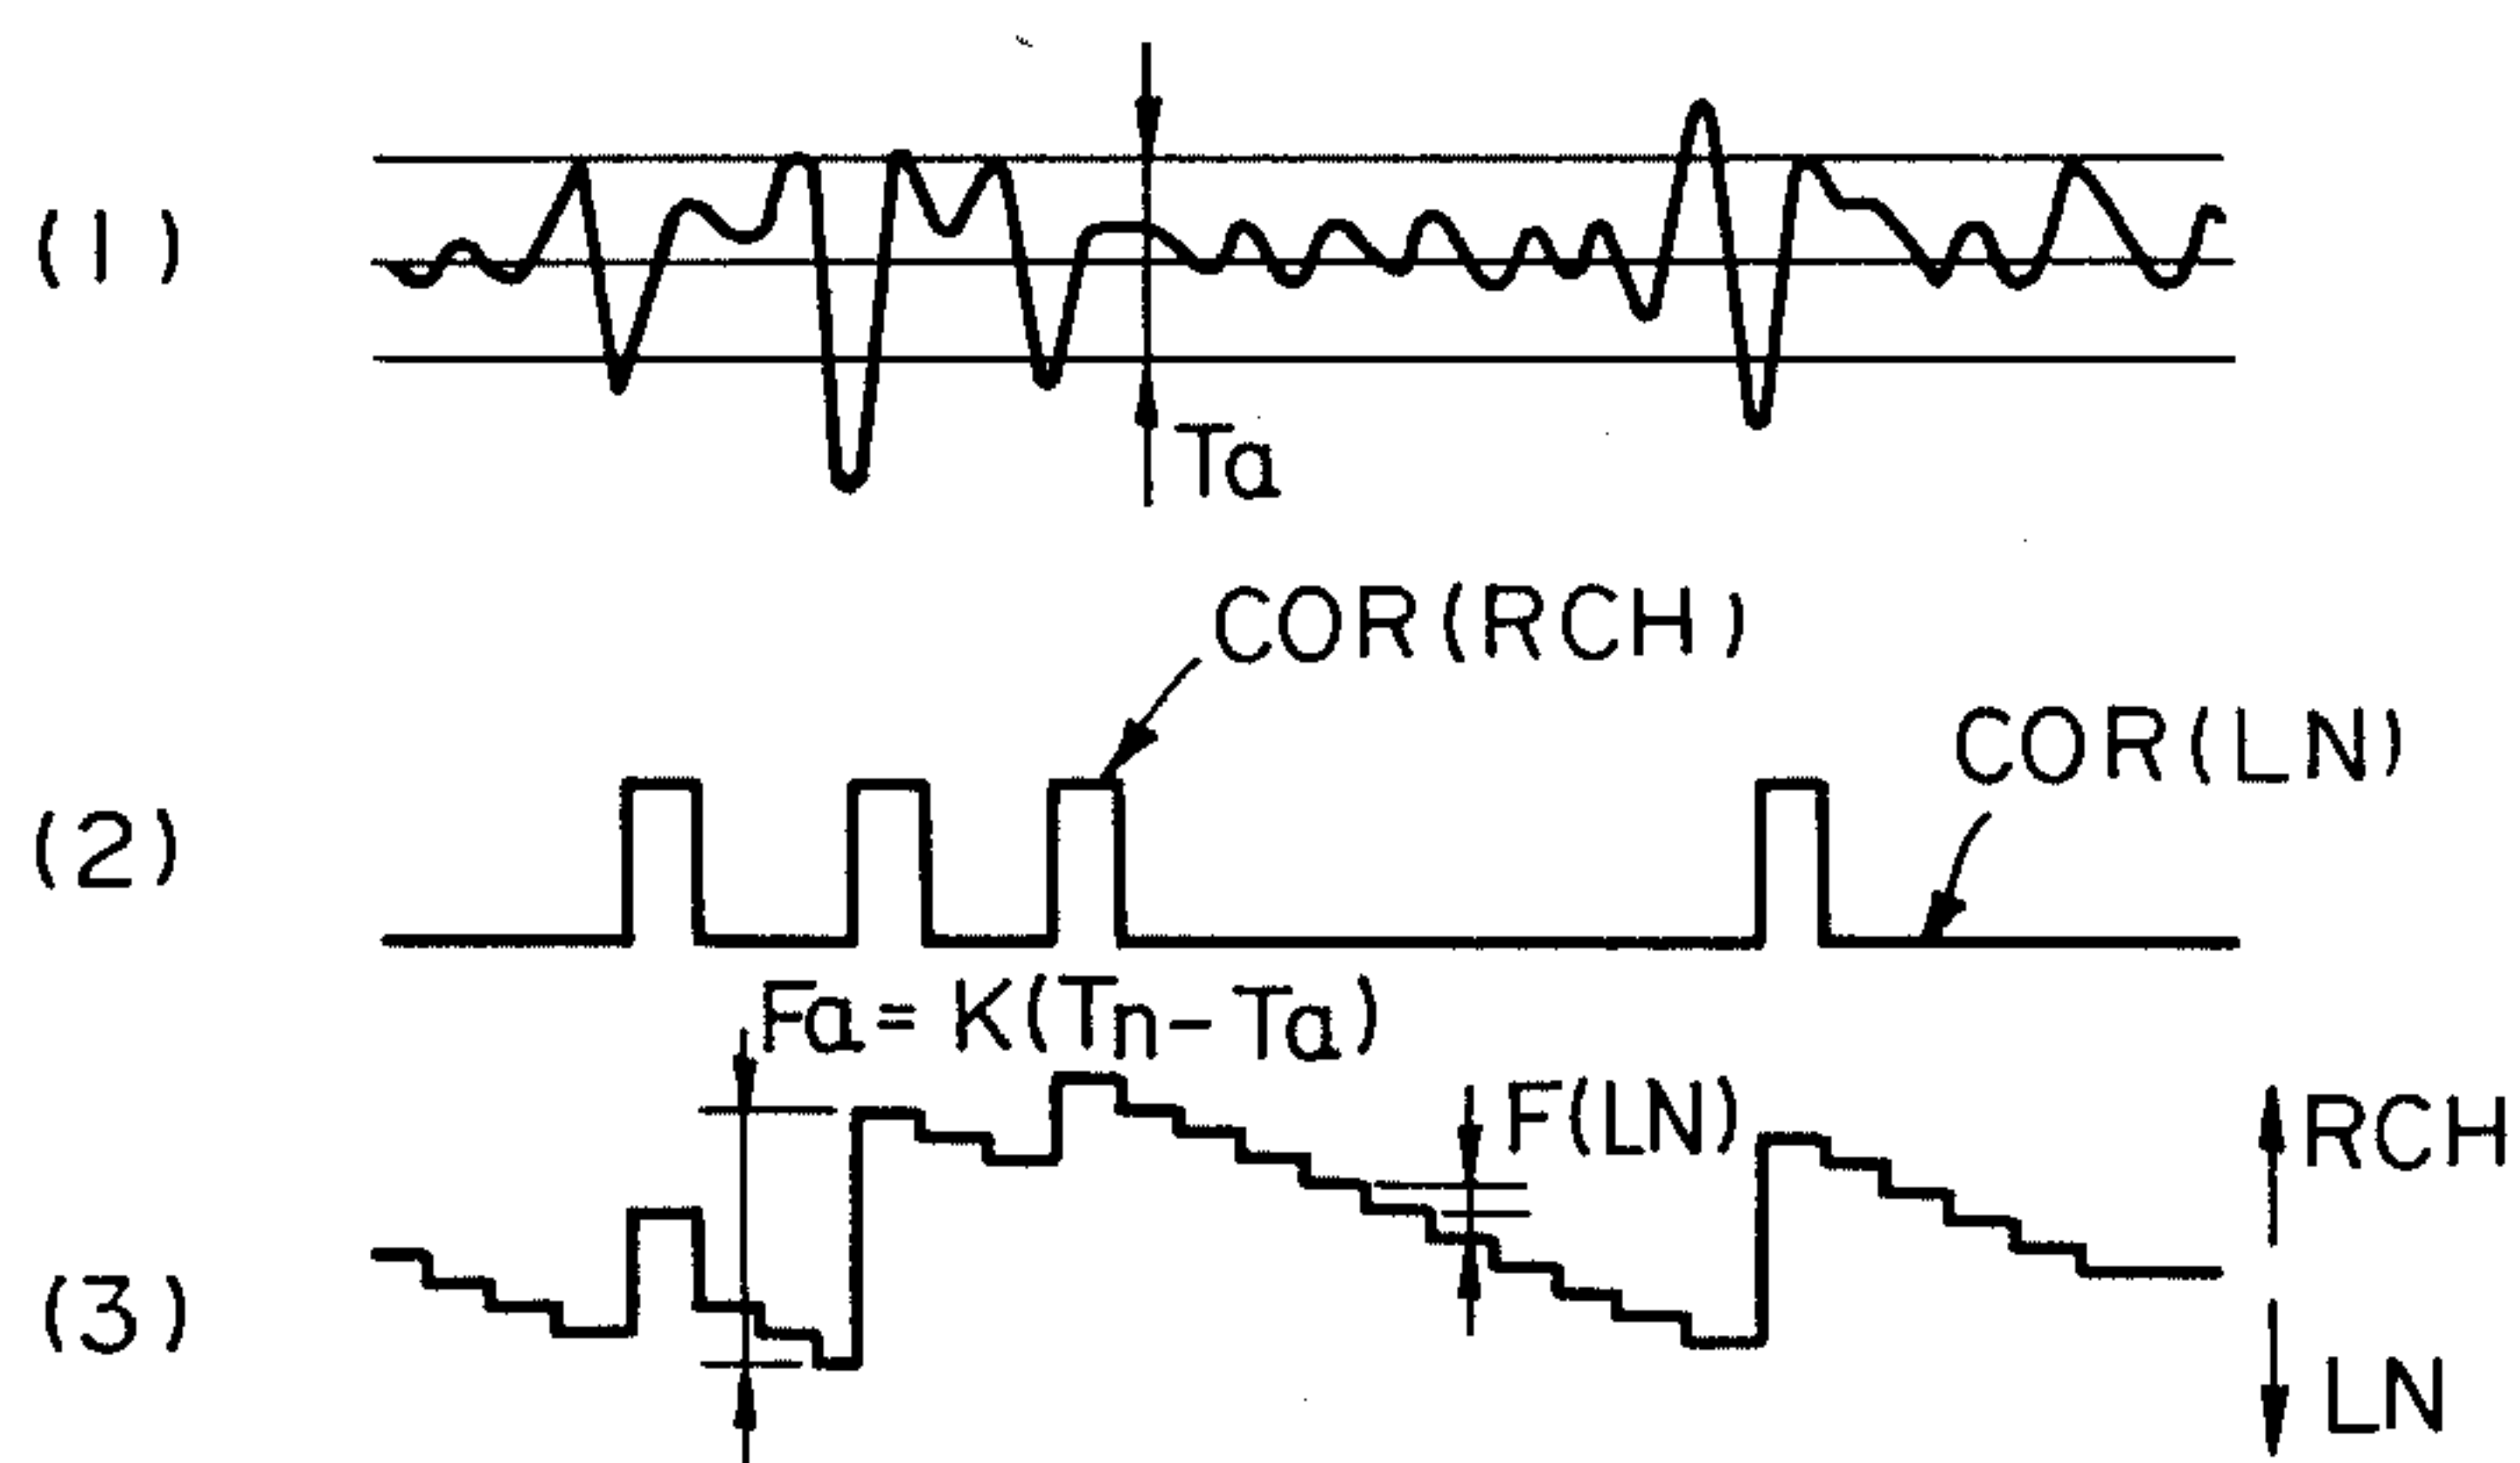 (1)
Ta
COR(RCH)
COR(LN)
(2)
Fa= K(Tn-Ta)
F(LN)
RCH
(3)
LN